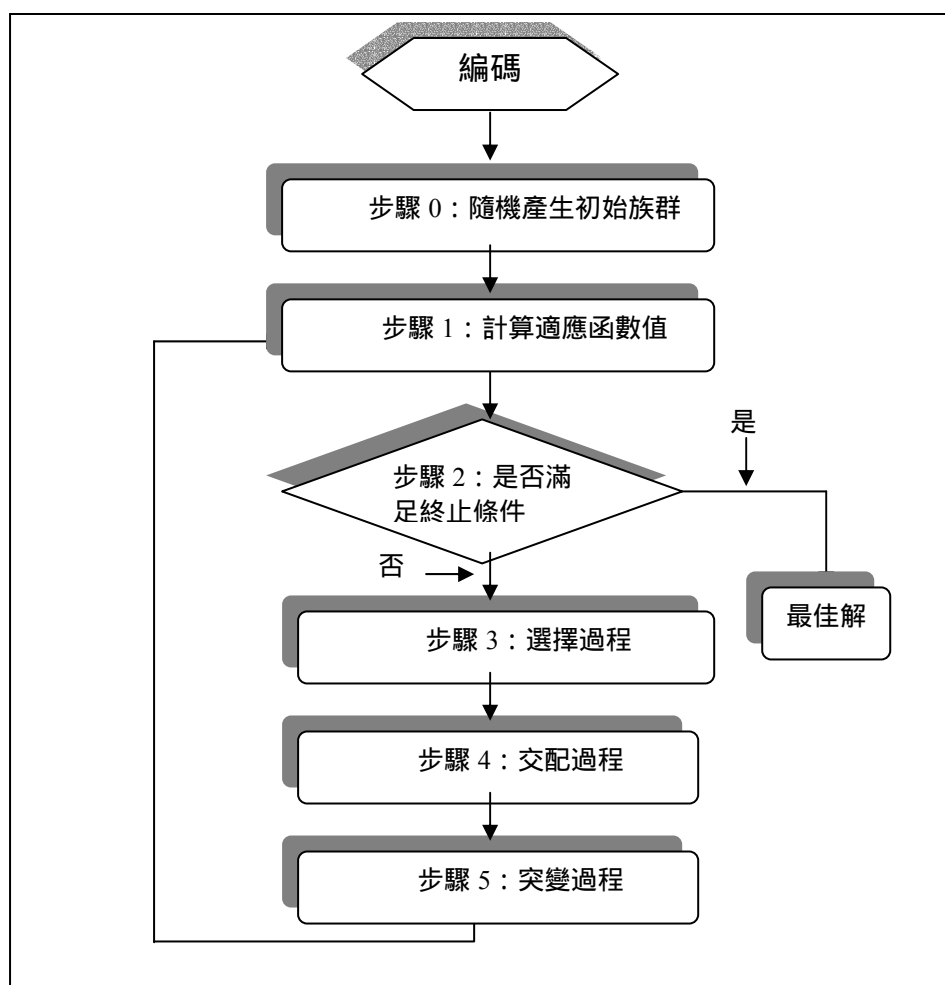 編碼
步驟 0：隨機產生初始族群
步驟 1：計算適應函數值
是
步驟 2：是否滿
足終止條件
否
最佳解
步驟 3：選擇過程
步驟 4：交配過程
步驟 5：突變過程